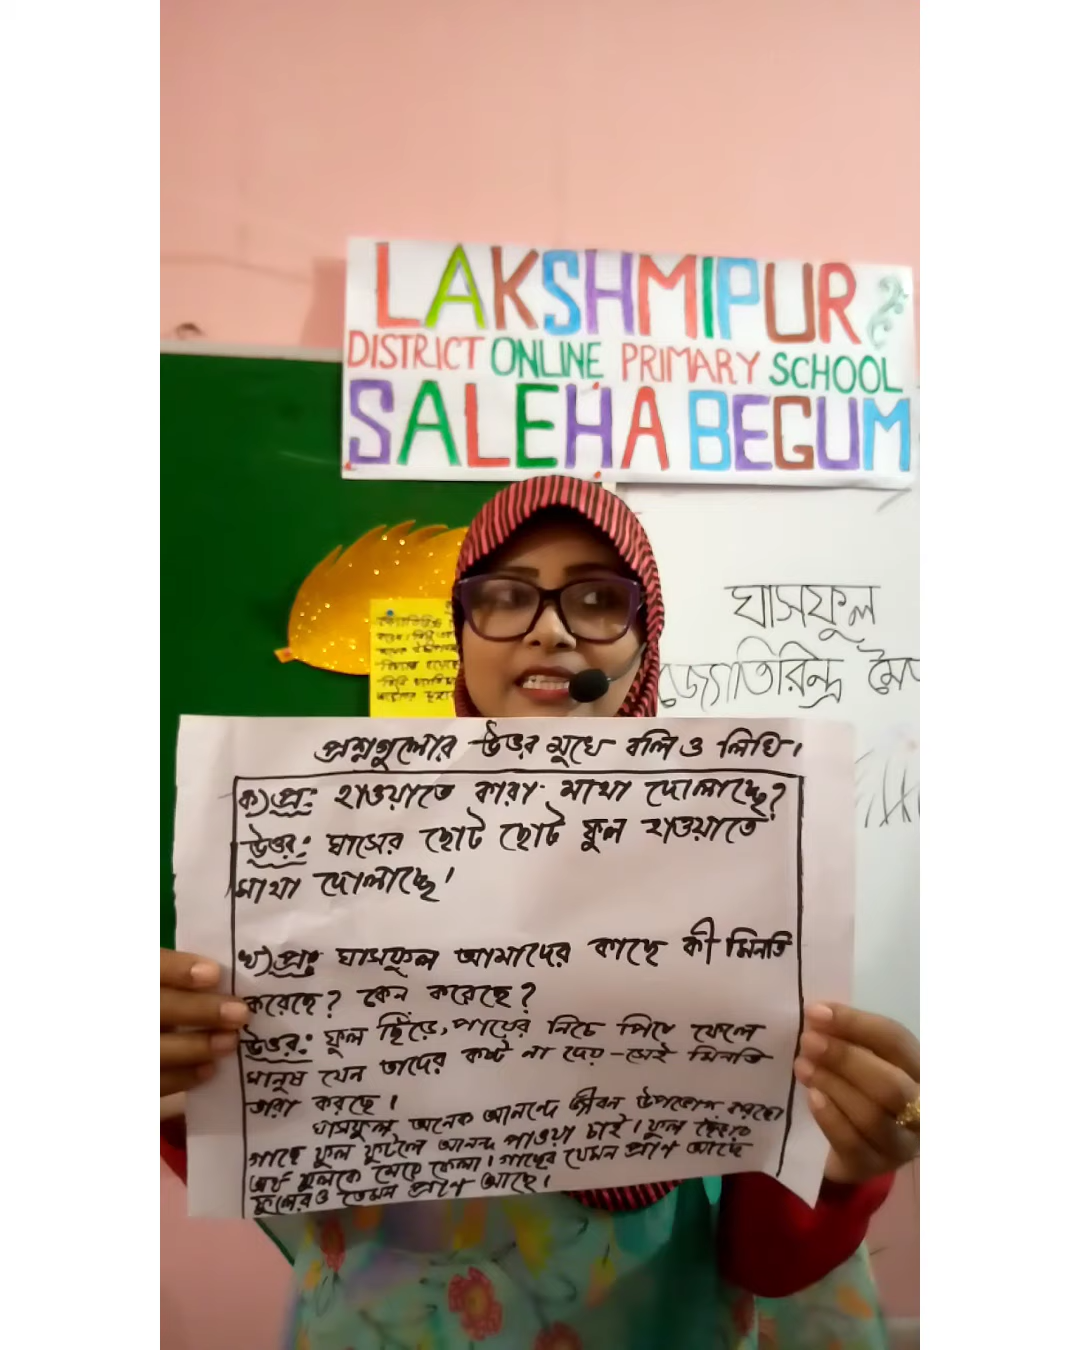 LAKSHMIPUR
DISTRICT ONLINE PRIMARY SCHOOL
SALEHA BEGUM
ঘাসফুল
জ্যোতিরিন্দ্র মৈত
প্রশ্নগুলোর উত্তর মুখে বলি ও লিখি।
ক) প্র: হাওয়াতে কারা মাথা দোলাচ্ছে?
উত্তর: ঘাসের ছোট ছোট ফুল হাওয়াতে
মাথা দোলাচ্ছে।
খ) প্রঃ ঘাসফুল আমাদের কাছে কী মিনতি
করেছে? কেন করেছে?
উত্তর: ফুল ছিঁড়ে, পায়ের নিচে পিষে ফেলে
মানুষ যেন তাদের কষ্ট না দেয় - সেই মিনতি
তারা করছে।
ঘাসফুল অনেক আনন্দে জীবন উপভোগ করছে।
গাছে ফুল ফুটলে আনন্দ পাওয়া চাই। ফুল ছেঁড়ার
অর্থ ফুলকে মেরে ফেলা। গাছের যেমন প্রাণ আছে
ফুলেরও তেমন প্রাণ আছে।